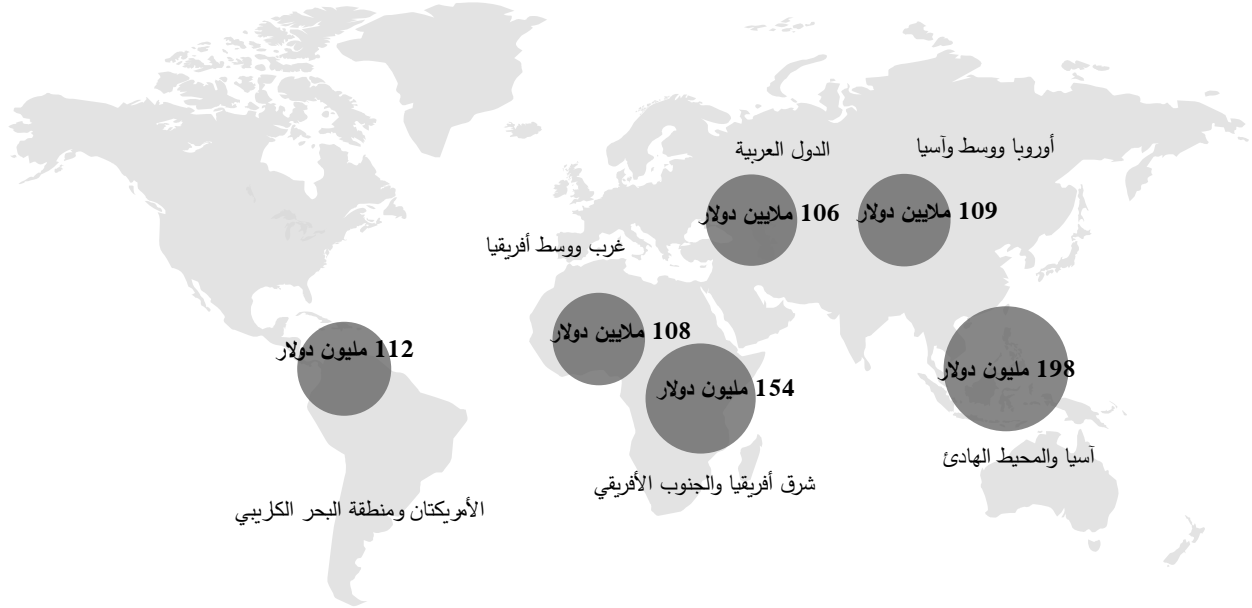 أوروبا ووسط وآسيا
109 ملايين دولار
الدول العربية
106 ملايين دولار
غرب ووسط أفريقيا
108 ملايين دولار
112 مليون دولار
الأمويكتان ومنطقة البحر الكاريبي
154 مليون دولار
شرق أفريقيا والجنوب الأفريقي
198 مليون دولار
آسيا والمحيط الهادئ